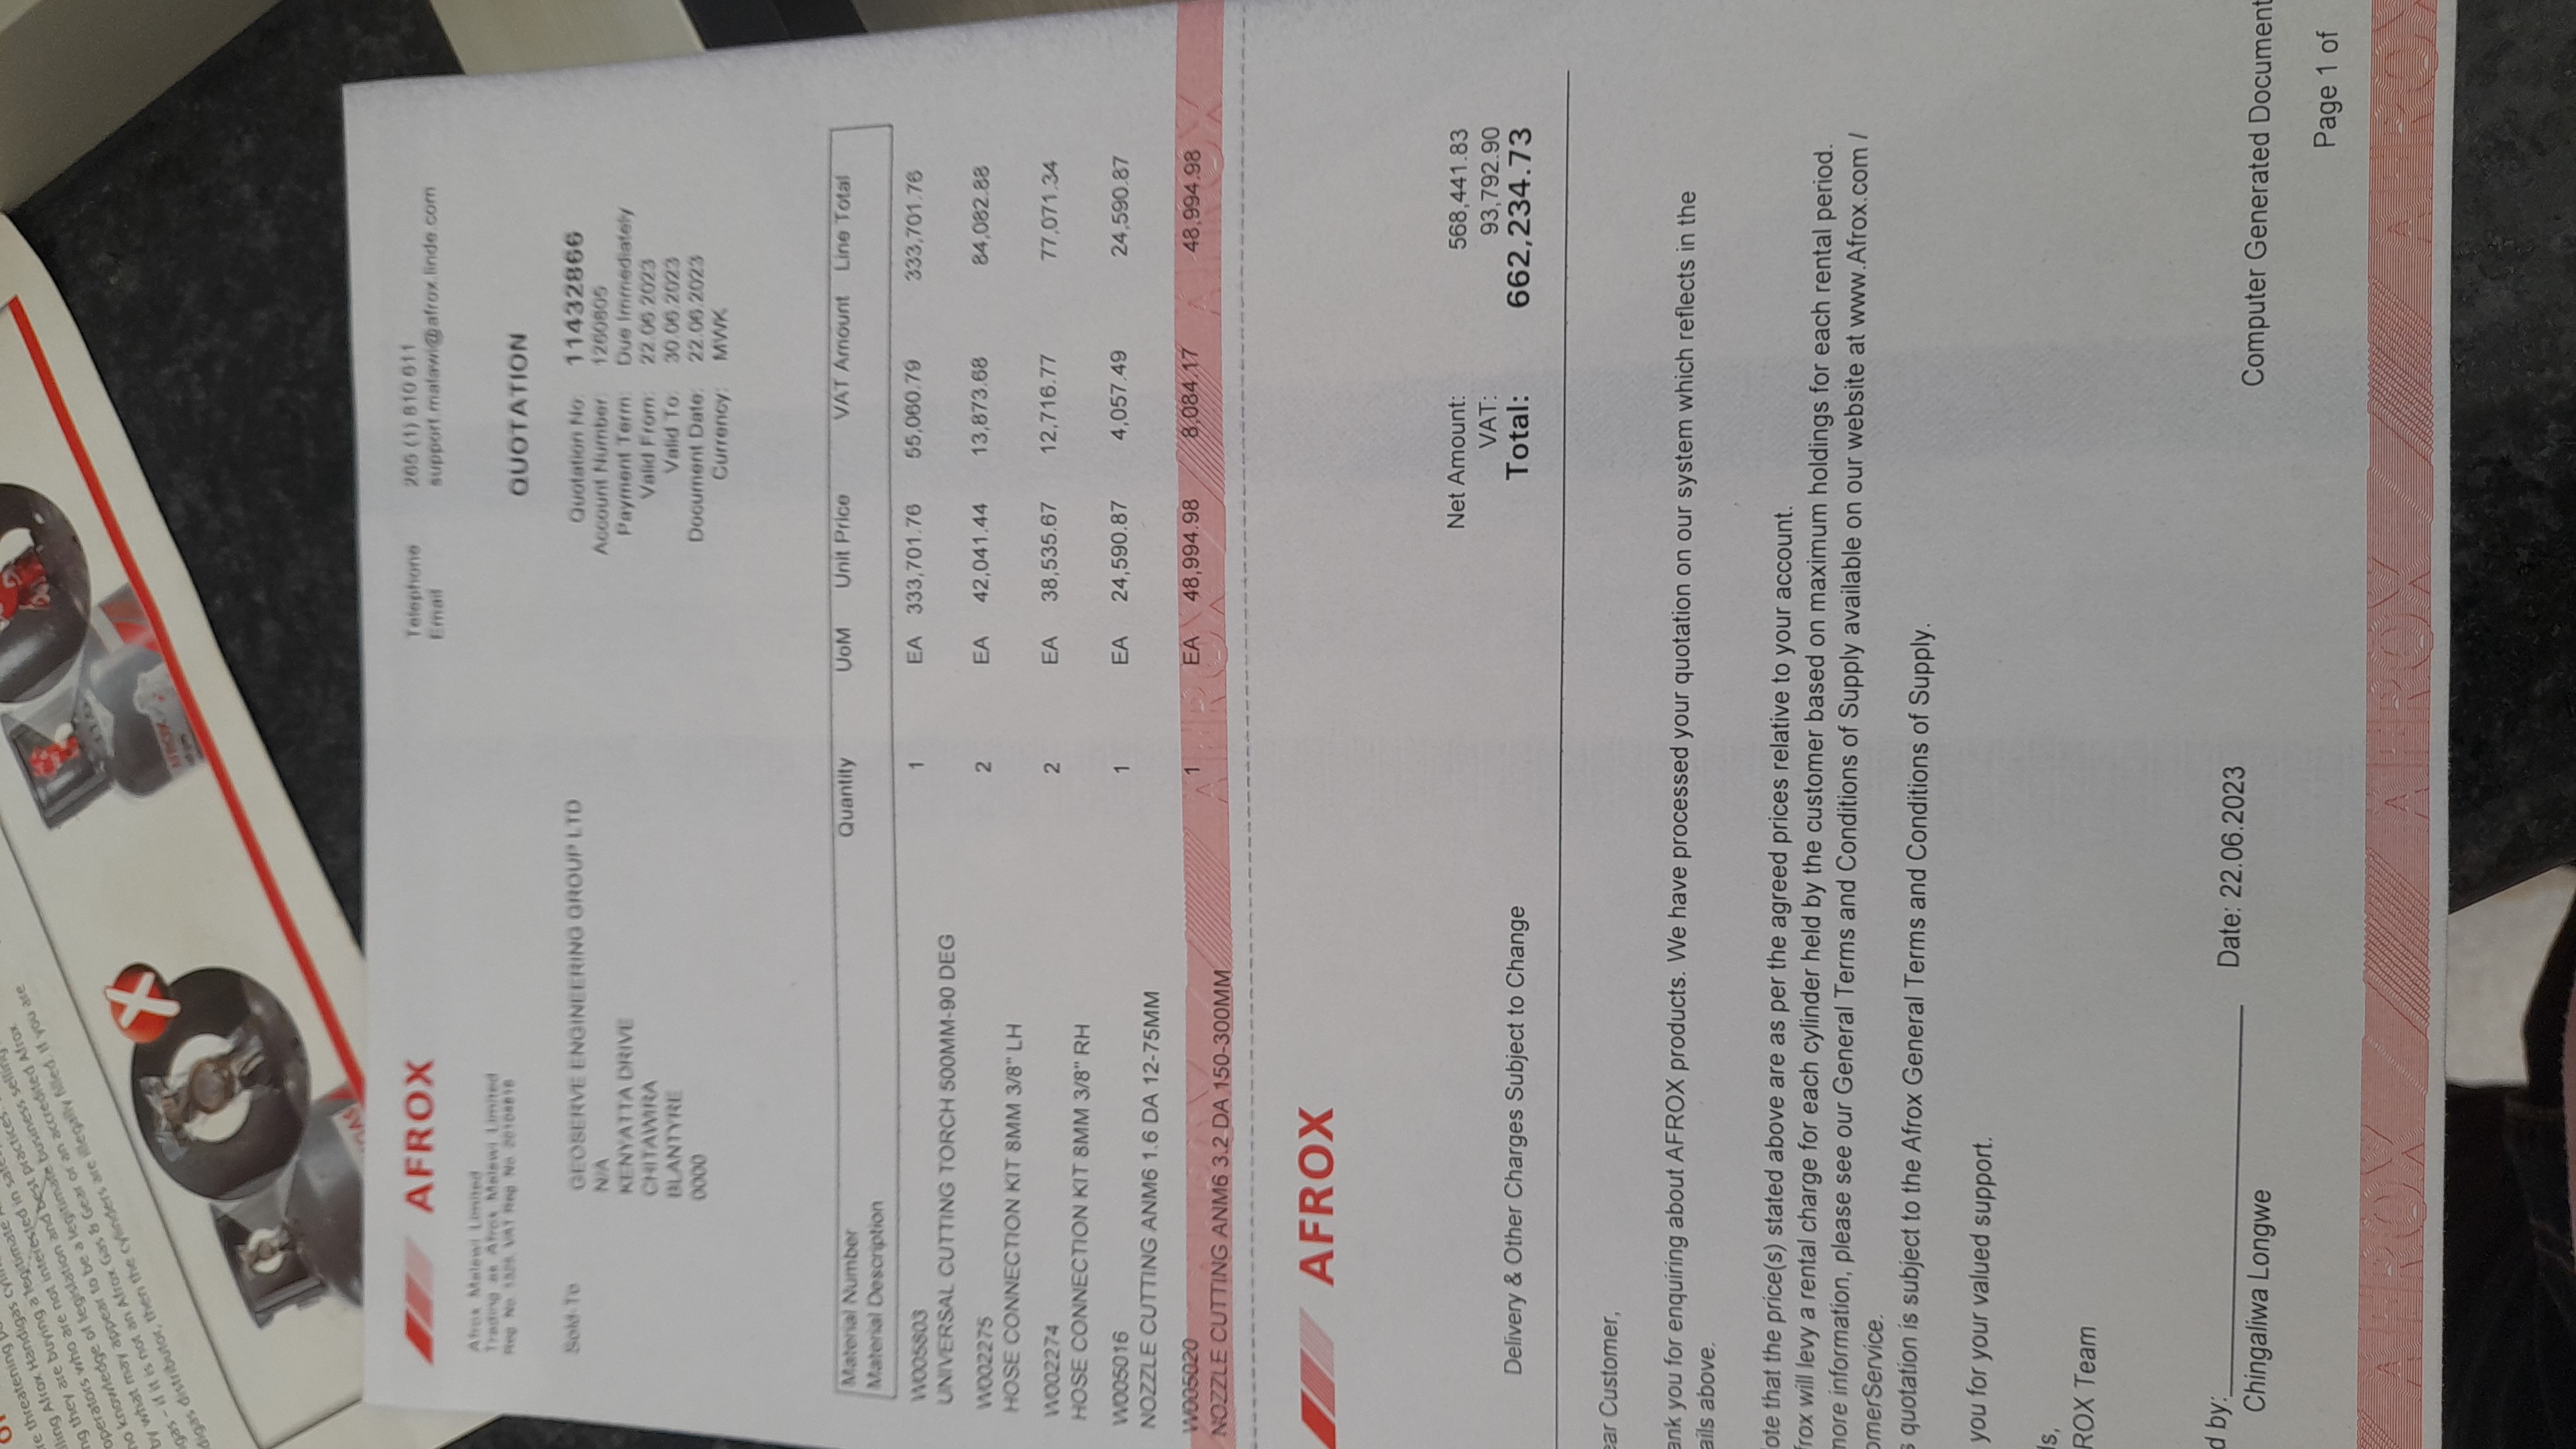 re threatening
lling Afrox Handigas
ng they are buying a legitimate
operators who are not interested in
no knowledge of legislation and best practices.
by what may appear to be a legitimate business selling
gas – if it is not an Afrox Gas & Gear or an accredited Afrox
digas distributor, then the cylinders are illegally filled. If you are
AFROX
AFROX
Telephone 265 (1) 810 611
Email support.malawi@afrox.linde.com
Afrox Malawi Limited
Trading as Afrox Malawi Limited
Reg. No. 1325, VAT Reg. No.
QUOTATION
Sold-To GEOSERVE ENGINEERING GROUP LTD
N/A
KENYATTA DRIVE
CHITAWIRA
BLANTYRE
0000
Quotation No: 11432866
Account Number: 1260805
Payment Term: Due Immediately
Valid From: 22.06.2023
Valid To: 30.06.2023
Document Date: 22.06.2023
Currency: MWK
Material Number Quantity UoM Unit Price VAT Amount Line Total
Material Description
W005803 1 EA 333,701.76 55,060.79 333,701.76
UNIVERSAL CUTTING TORCH 500MM-90 DEG
W002275 2 EA 42,041.44 13,873.68 84,082.88
HOSE CONNECTION KIT 8MM 3/8" LH
W002274 2 EA 38,535.67 12,716.77 77,071.34
HOSE CONNECTION KIT 8MM 3/8" RH
W005016 1 EA 24,590.87 4,057.49 24,590.87
NOZZLE CUTTING ANM6 1.6 DA 12-75MM
W005020 1 EA 48,994.98 8,084.17 48,994.98
NOZZLE CUTTING ANM6 3.2 DA 150-300MM
AFROX
Net Amount: 568,441.83
VAT: 93,792.90
Delivery & Other Charges Subject to Change Total: 662,234.73
ear Customer,
ank you for enquiring about AFROX products. We have processed your quotation on our system which reflects in the
ails above.
ote that the price(s) stated above are as per the agreed prices relative to your account.
frox will levy a rental charge for each cylinder held by the customer based on maximum holdings for each rental period.
more information, please see our General Terms and Conditions of Supply available on our website at www.Afrox.com /
omerService.
s quotation is subject to the Afrox General Terms and Conditions of Supply.
you for your valued support.
ds,
ROX Team
d by: Date: 22.06.2023
Chingaliwa Longwe
Computer Generated Document
Page 1 of
AFROX AFROX AFROX